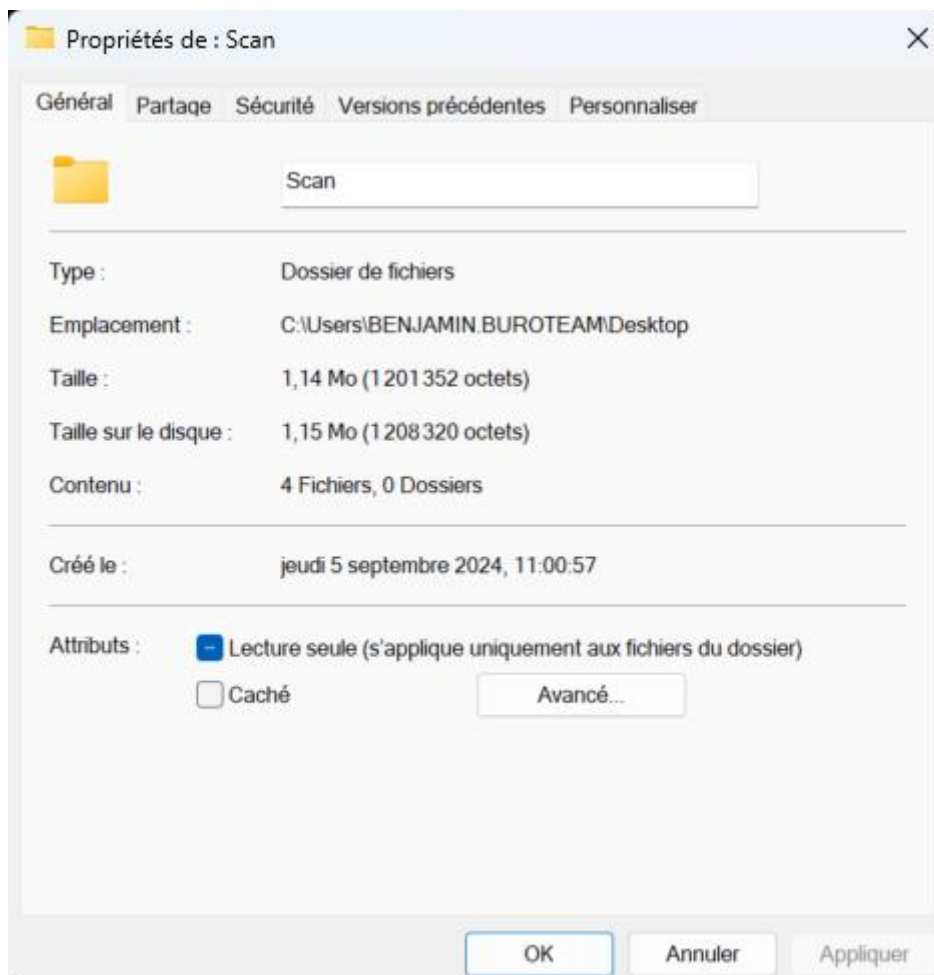 Propriétés de : Scan
Général Partage Sécurité Versions précédentes Personnaliser
Scan
Type : Dossier de fichiers
Emplacement : C:\Users\BENJAMIN.BUROTEAM\Desktop
Taille : 1,14 Mo (1 201 352 octets)
Taille sur le disque : 1,15 Mo (1 208 320 octets)
Contenu : 4 Fichiers, 0 Dossiers
Créé le : jeudi 5 septembre 2024, 11:00:57
Attributs : Lecture seule (s'applique uniquement aux fichiers du dossier)
Caché Avancé...
OK Annuler Appliquer